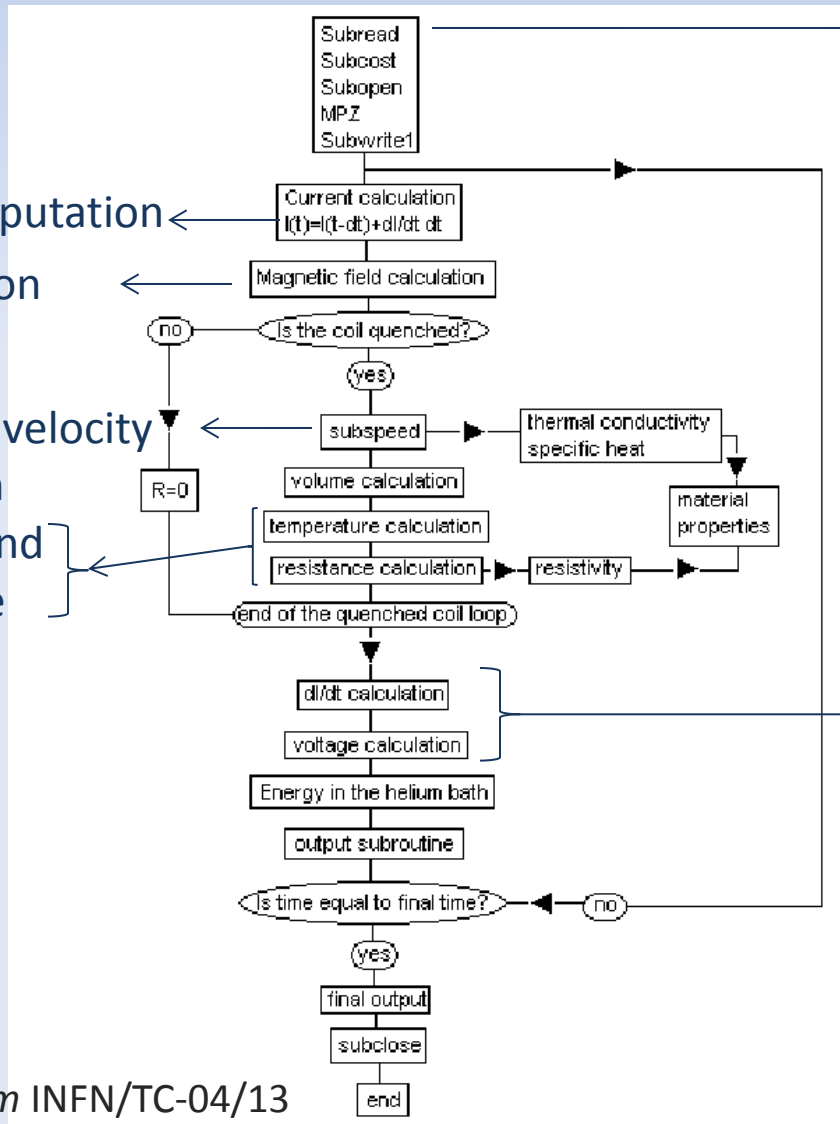 Subread
Subcost
Subopen
MPZ
Subwrite1
putation
Current calculation
I(t)=I(t-dt)+dI/dt dt
on
Magnetic field calculation
no
Is the coil quenched?
yes
velocity
subspeed
thermal conductivity
specific heat
R=0
volume calculation
material
properties
nd
temperature calculation
resistance calculation
resistivity
e
end of the quenched coil loop
dI/dt calculation
voltage calculation
Energy in the helium bath
output subroutine
Is time equal to final time?
no
yes
final output
subclose
m INFN/TC-04/13
end